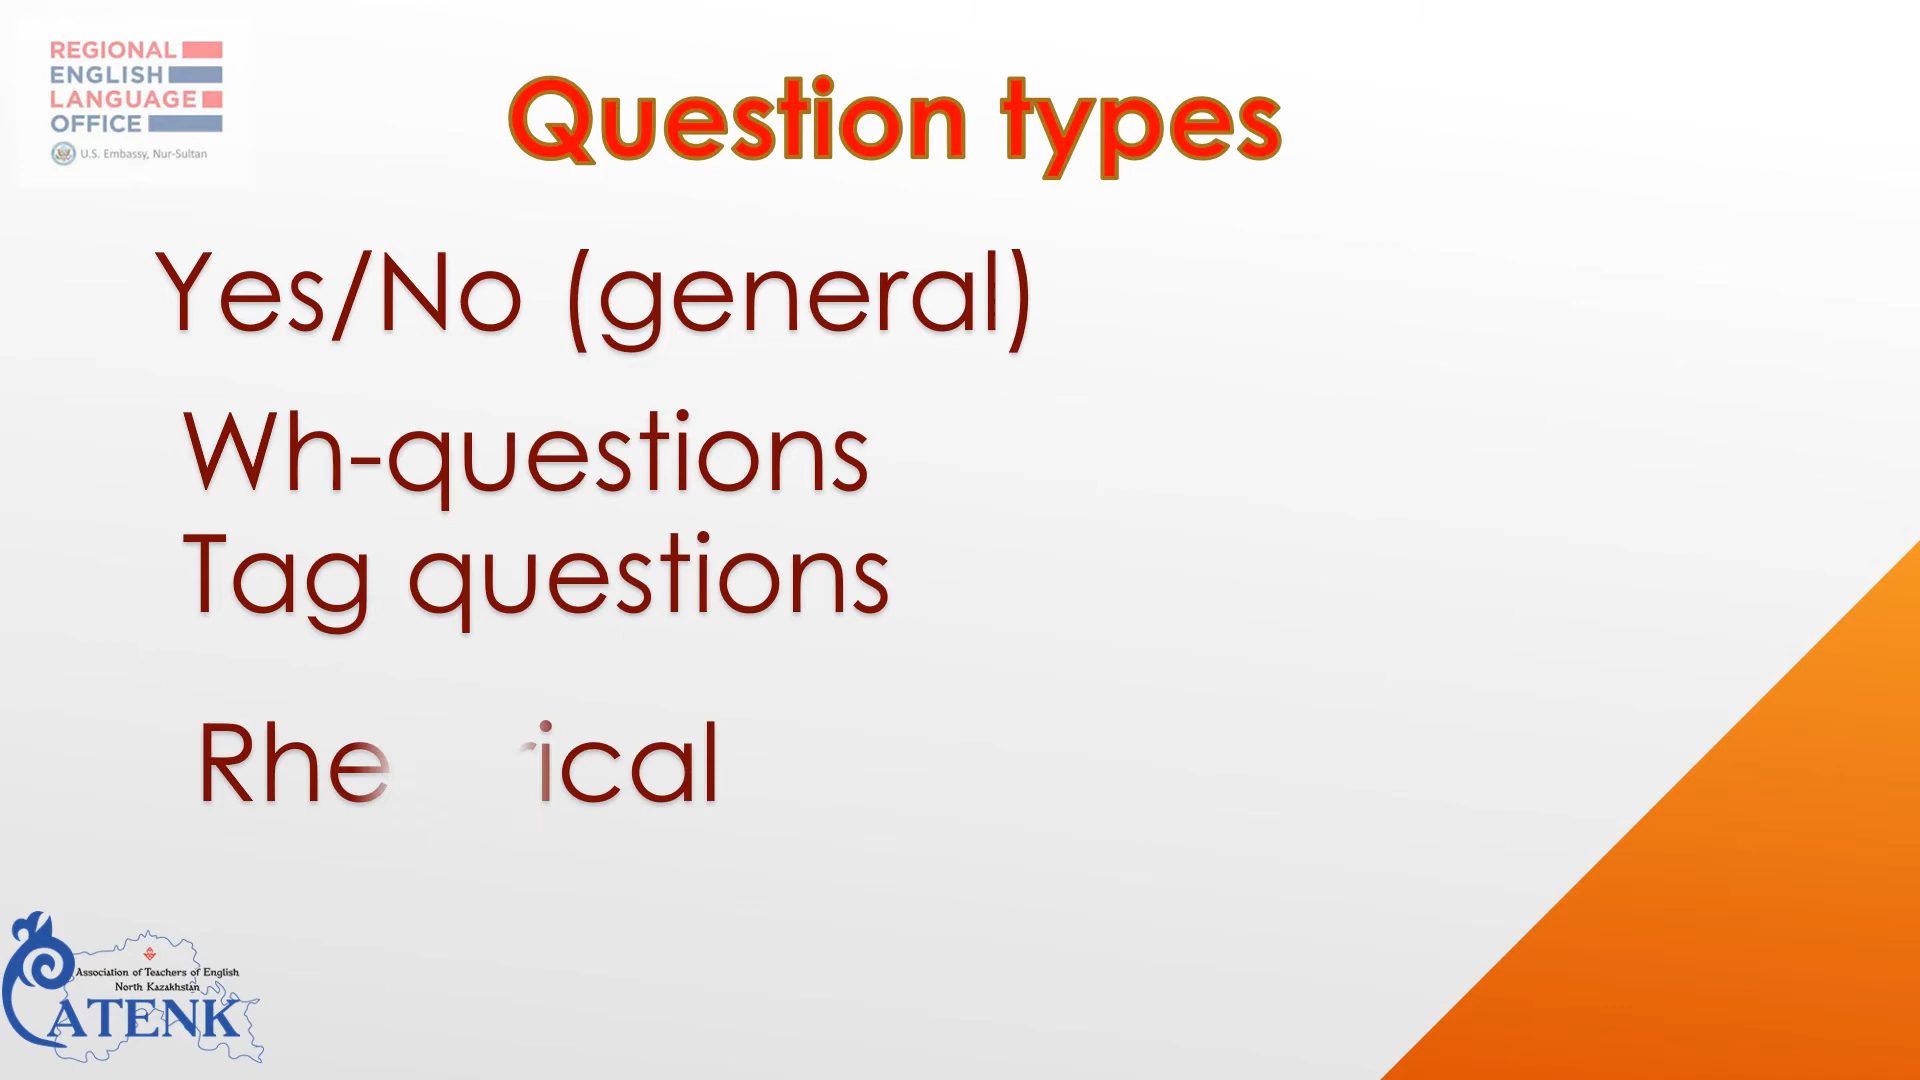 REGIONAL
ENGLISH
LANGUAGE
OFFICE
U.S. Embassy, Nur-Sultan
Question types
Yes/No (general)
Wh-questions
Tag questions
Association of Teachers of English
North Kazakhstan
ATENK